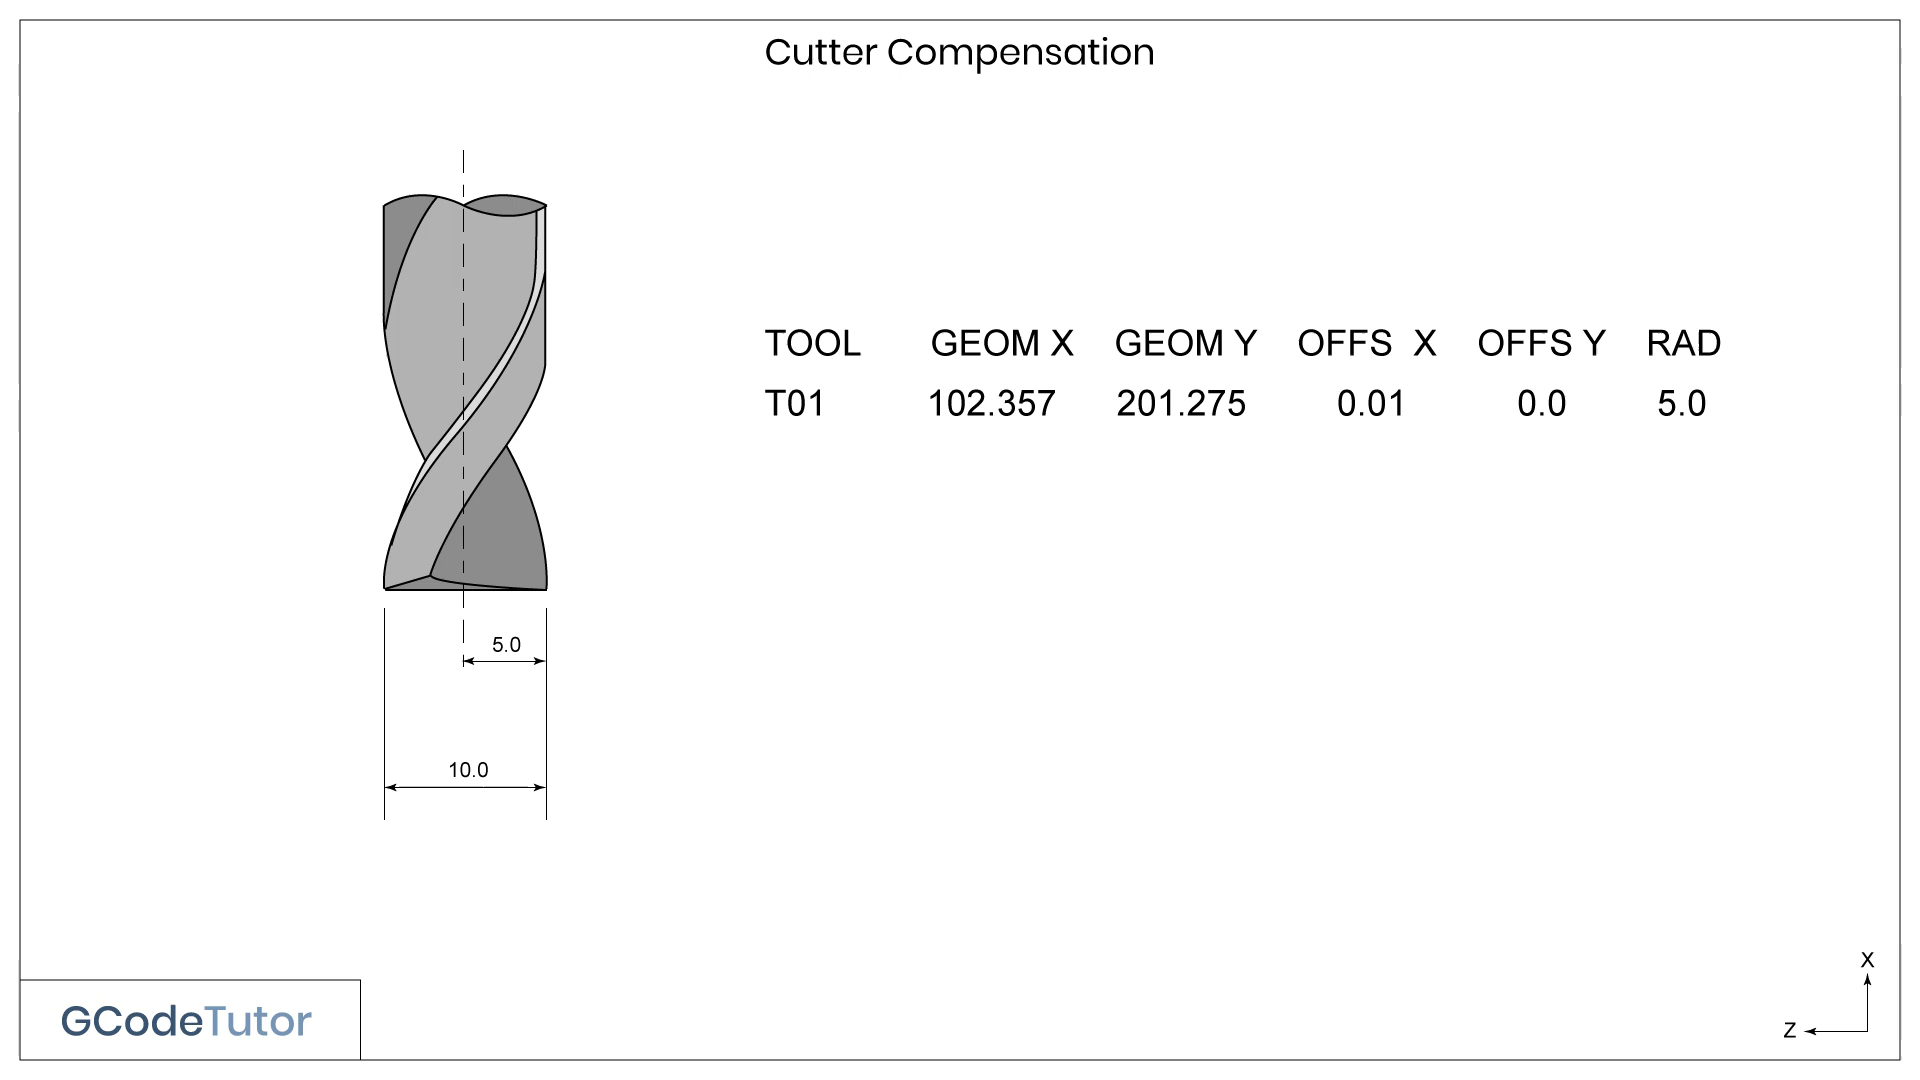 Cutter Compensation
TOOL GEOM X GEOM Y OFFS X OFFS Y RAD
T01 102.357 201.275 0.01 0.0 5.0
5.0
10.0
X
Z
GCodeTutor